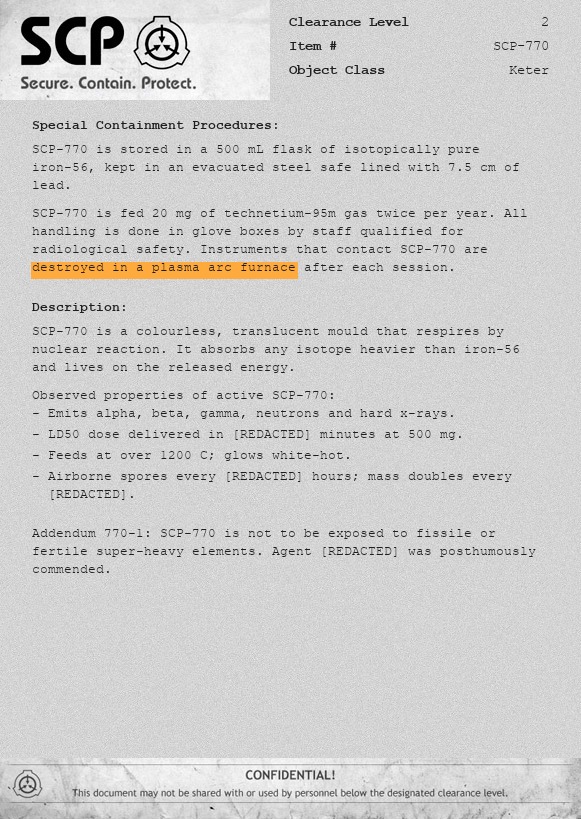 SCP
Secure. Contain. Protect.
Clearance Level 2
Item # SCP-770
Object Class Keter
Special Containment Procedures:
SCP-770 is stored in a 500 mL flask of isotopically pure
iron-56, kept in an evacuated steel safe lined with 7.5 cm of
lead.
SCP-770 is fed 20 mg of technetium-95m gas twice per year. All
handling is done in glove boxes by staff qualified for
radiological safety. Instruments that contact SCP-770 are
destroyed in a plasma arc furnace after each session.
Description:
SCP-770 is a colourless, translucent mould that respires by
nuclear reaction. It absorbs any isotope heavier than iron-56
and lives on the released energy.
Observed properties of active SCP-770:
- Emits alpha, beta, gamma, neutrons and hard x-rays.
- LD50 dose delivered in [REDACTED] minutes at 500 mg.
- Feeds at over 1200 C; glows white-hot.
- Airborne spores every [REDACTED] hours; mass doubles every
[REDACTED].
Addendum 770-1: SCP-770 is not to be exposed to fissile or
fertile super-heavy elements. Agent [REDACTED] was posthumously
commended.
CONFIDENTIAL!
This document may not be shared with or used by personnel below the designated clearance level.